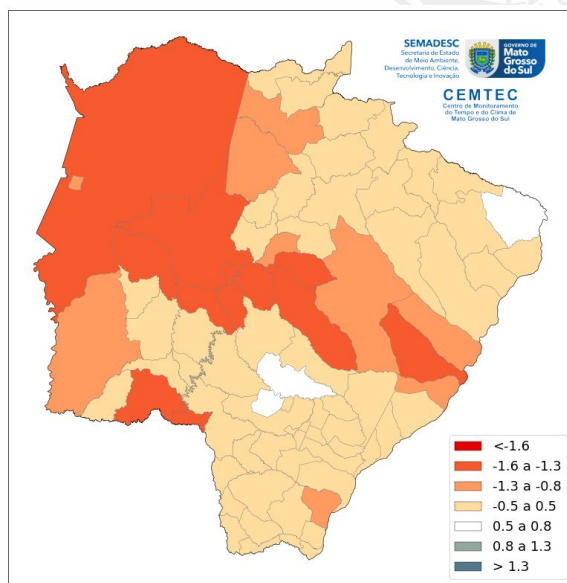 SEMADESC
Secretaria de Estado
de Meio Ambiente,
Desenvolvimento, Ciência,
Tecnologia e Inovação
GOVERNO DE
Mato
Grosso
do Sul
CEMTEC
Centro de Monitoramento
do Tempo e do Clima de
Mato Grosso do Sul
<-1.6
-1.6 a -1.3
-1.3 a -0.8
-0.5 a 0.5
0.5 a 0.8
0.8 a 1.3
> 1.3